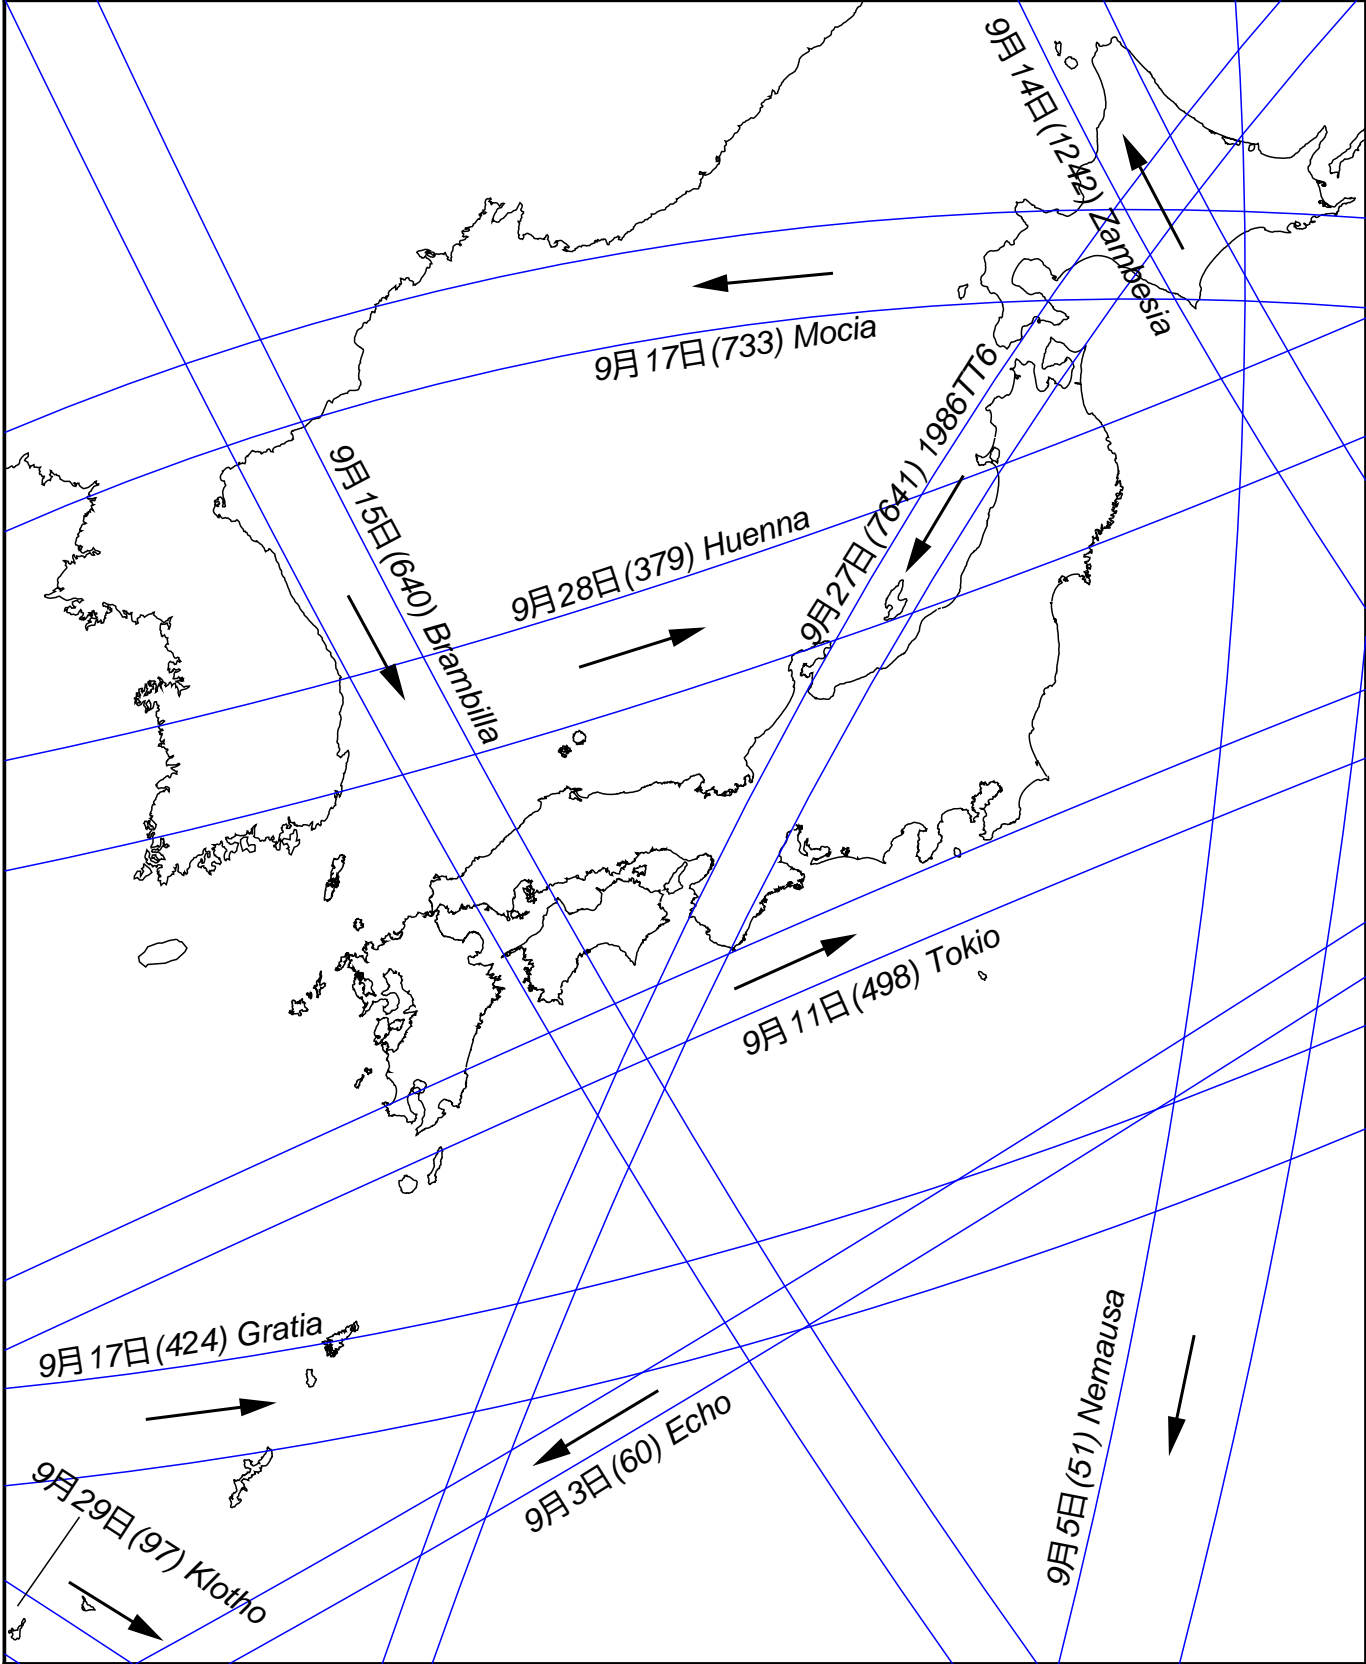 9月14日(1242) Zambesia
9月17日(733) Mocia
9月27日(7641) 1986TT6
9月15日(640) Brambilla
9月28日(379) Huenna
9月11日(498) Tokio
9月17日(424) Gratia
9月3日(60) Echo
9月5日(51) Nemausa
9月29日(97) Klotho